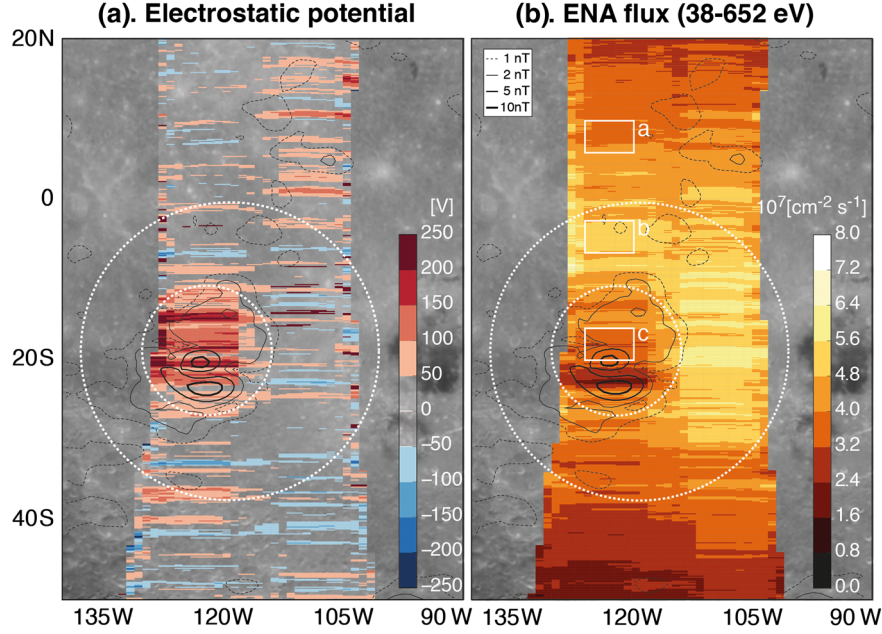 (a). Electrostatic potential
(b). ENA flux (38-652 eV)
20N
0
20S
40S
135W
120W
105W
90 W
[V]
250
200
150
100
50
0
−50
−100
−150
−200
−250
1 nT
2 nT
5 nT
10nT
a
b
c
10⁷[cm⁻² s⁻¹]
8.0
7.2
6.4
5.6
4.8
4.0
3.2
2.4
1.6
0.8
0.0
135W
120W
105W
90 W